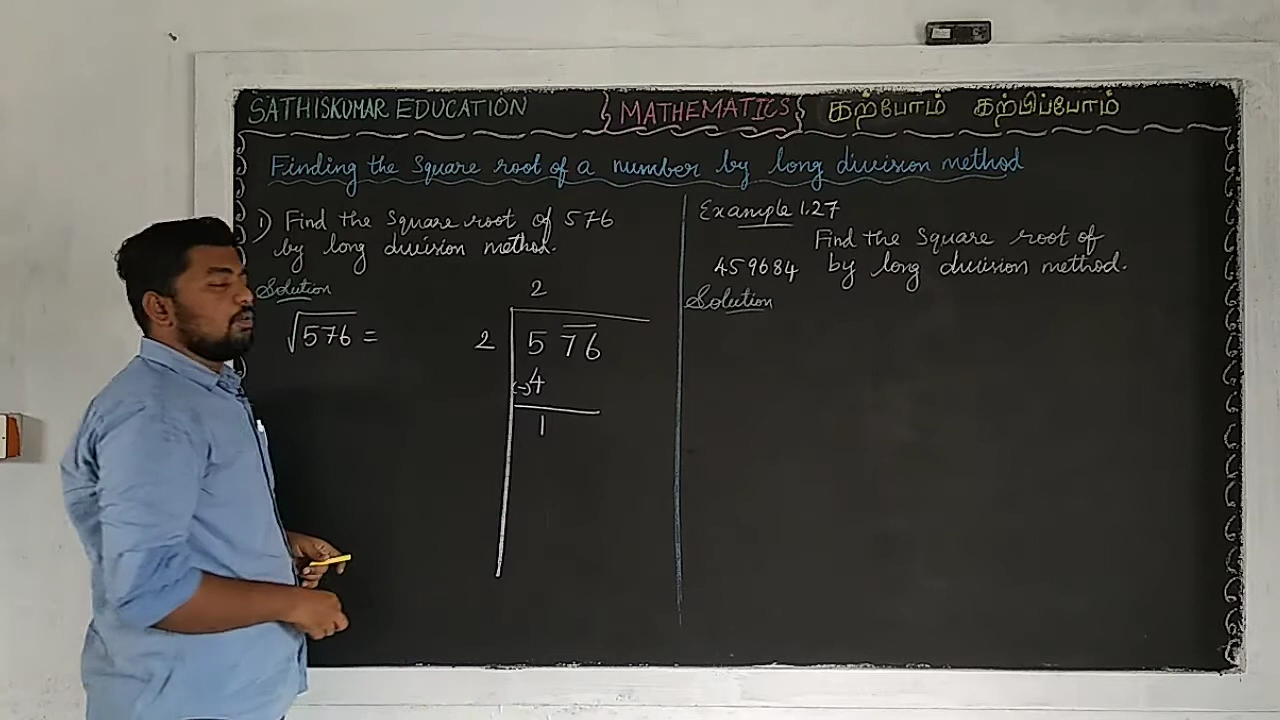 SATHISKUMAR EDUCATION { MATHEMATICS } கற்போம் கற்பிப்போம்
Finding the Square root of a number by long division method
1) Find the Square root of 576
by long division method.
Solution
√576 =
2
2 5 76
(-) 4
1
Example 1.27
Find the Square root of
459684 by long division method.
Solution